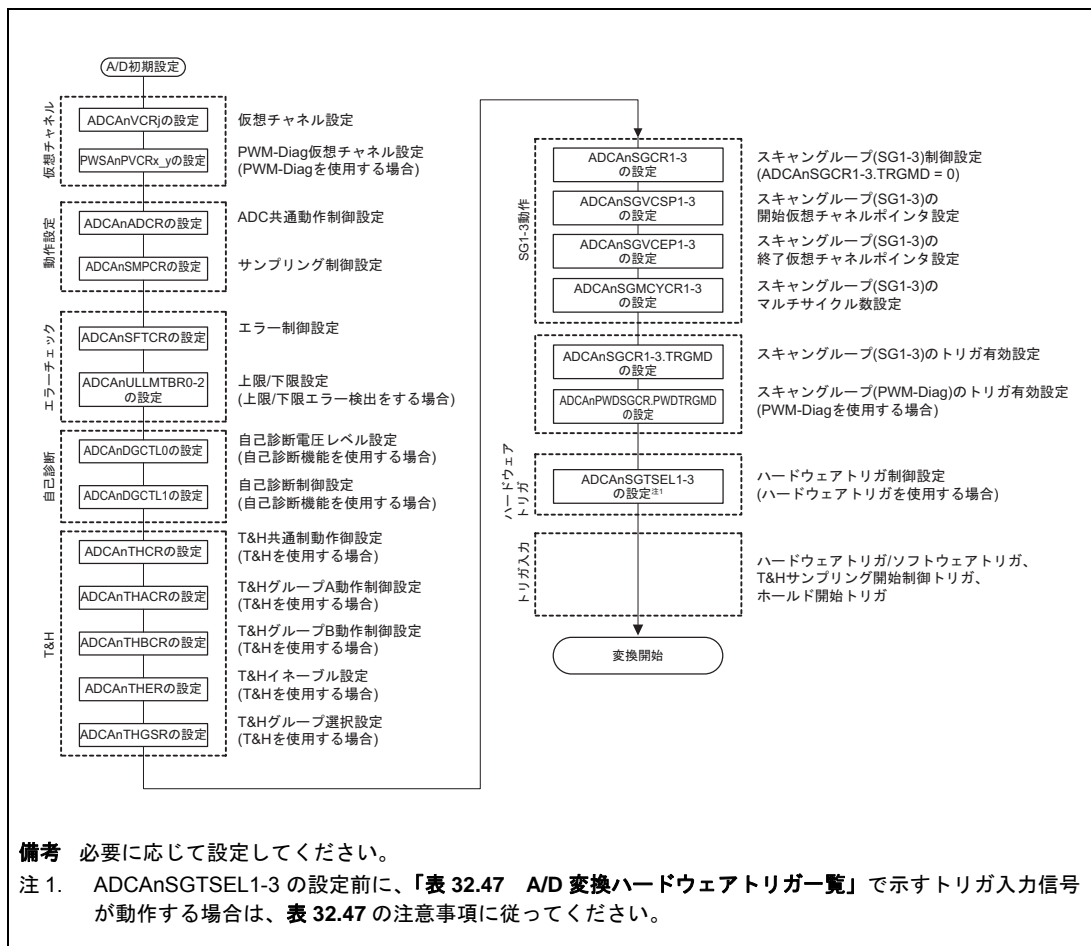 A/D初期設定
仮想チャネル
ADCAnVCRjの設定
仮想チャネル設定
PWSAnPVCRx_yの設定
PWM-Diag仮想チャネル設定
(PWM-Diagを使用する場合)
動作設定
ADCAnADCRの設定
ADC共通動作制御設定
ADCAnSMPCRの設定
サンプリング制御設定
エラーチェック
ADCAnSFTCRの設定
エラー制御設定
ADCAnULLMTBR0-2
の設定
上限/下限設定
(上限/下限エラー検出をする場合)
自己診断
ADCAnDGCTL0の設定
自己診断電圧レベル設定
(自己診断機能を使用する場合)
ADCAnDGCTL1の設定
自己診断制御設定
(自己診断機能を使用する場合)
T&H
ADCAnTHCRの設定
T&H共通制動作御設定
(T&Hを使用する場合)
ADCAnTHACRの設定
T&HグループA動作制御設定
(T&Hを使用する場合)
ADCAnTHBCRの設定
T&HグループB動作制御設定
(T&Hを使用する場合)
ADCAnTHERの設定
T&Hイネーブル設定
(T&Hを使用する場合)
ADCAnTHGSRの設定
T&Hグループ選択設定
(T&Hを使用する場合)
SG1-3動作
ADCAnSGCR1-3
の設定
スキャングループ(SG1-3)制御設定
(ADCAnSGCR1-3.TRGMD = 0)
ADCAnSGVCSP1-3
の設定
スキャングループ(SG1-3)の
開始仮想チャネルポインタ設定
ADCAnSGVCEP1-3
の設定
スキャングループ(SG1-3)の
終了仮想チャネルポインタ設定
ADCAnSGMCYCR1-3
の設定
スキャングループ(SG1-3)の
マルチサイクル数設定
ADCAnSGCR1-3.TRGMD
の設定
スキャングループ(SG1-3)のトリガ有効設定
ADCAnPWDSGCR.PWDTRGMD
の設定
スキャングループ(PWM-Diag)のトリガ有効設定
(PWM-Diagを使用する場合)
ハードウェア
トリガ
ADCAnSGTSEL1-3
の設定注1
ハードウェアトリガ制御設定
(ハードウェアトリガを使用する場合)
トリガ入力
ハードウェアトリガ/ソフトウェアトリガ、
T&Hサンプリング開始制御トリガ、
ホールド開始トリガ
変換開始
備考 必要に応じて設定してください。
注 1. ADCAnSGTSEL1-3 の設定前に、「表 32.47 A/D 変換ハードウェアトリガ一覧」で示すトリガ入力信号
が動作する場合は、表 32.47 の注意事項に従ってください。